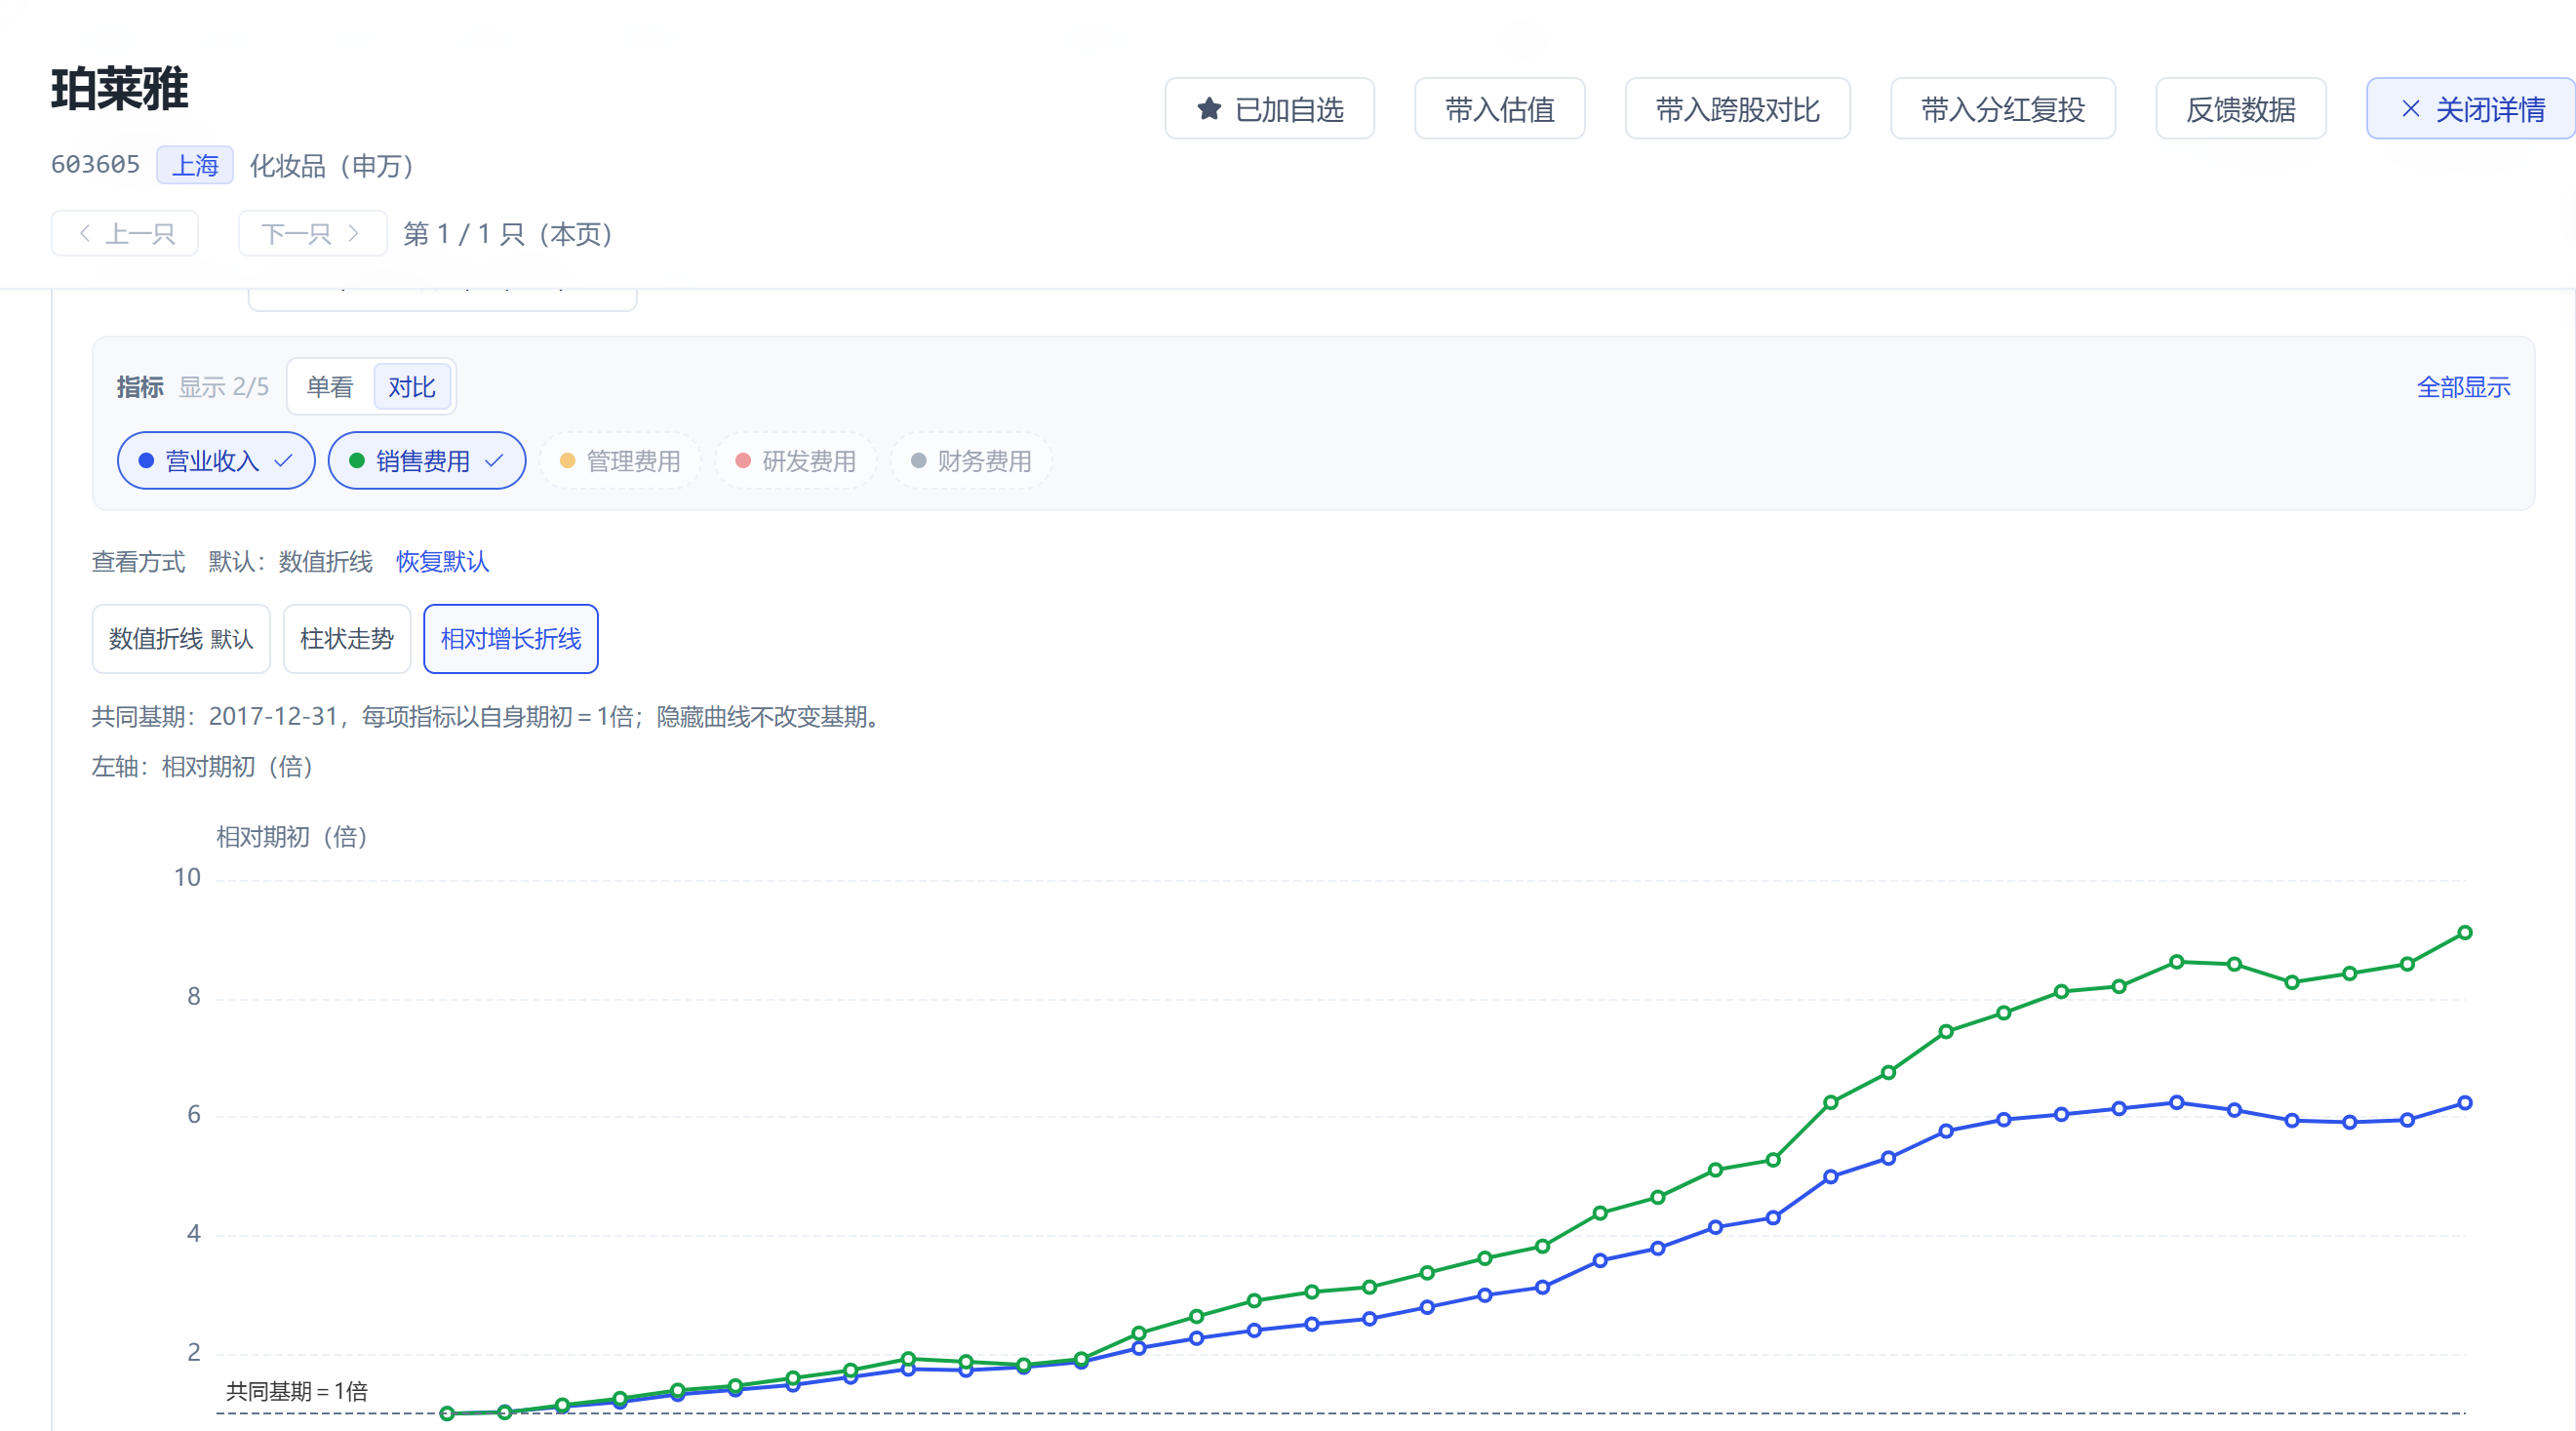 珀莱雅
已加自选 带入估值 带入跨股对比 带入分红复投 反馈数据 关闭详情
603605 上海 化妆品（申万）
上一只 下一只 第 1 / 1 只（本页）
指标 显示 2/5 单看 对比 全部显示
营业收入 销售费用 管理费用 研发费用 财务费用
查看方式 默认：数值折线 恢复默认
数值折线 默认 柱状走势 相对增长折线
共同基期：2017-12-31，每项指标以自身期初＝1倍；隐藏曲线不改变基期。
左轴：相对期初（倍）
相对期初（倍）
10
8
6
4
2
共同基期＝1倍